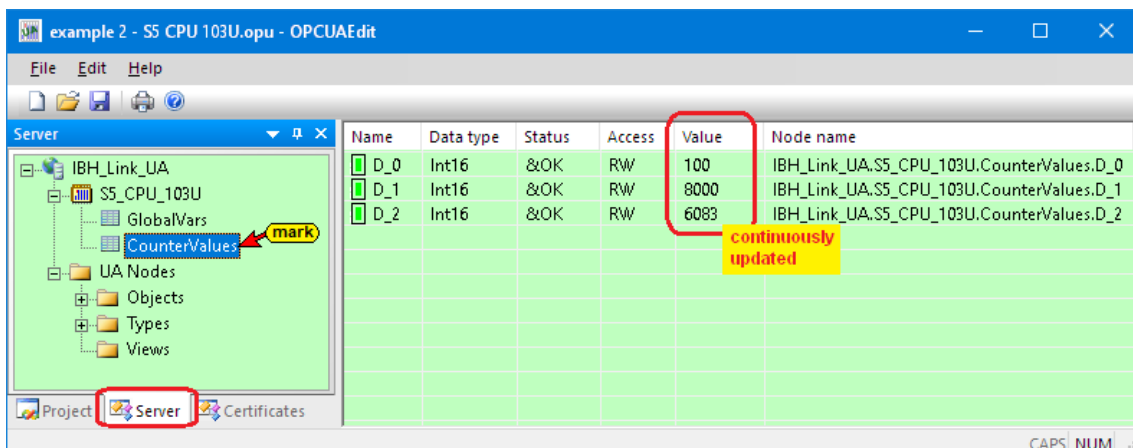 example 2 - S5 CPU 103U.opu - OPCUAEdit
File Edit Help
Server
IBH_Link_UA
S5_CPU_103U
GlobalVars
CounterValues
mark
UA Nodes
Objects
Types
Views
Project Server Certificates
Name Data type Status Access Value Node name
D_0 Int16 &OK RW 100 IBH_Link_UA.S5_CPU_103U.CounterValues.D_0
D_1 Int16 &OK RW 8000 IBH_Link_UA.S5_CPU_103U.CounterValues.D_1
D_2 Int16 &OK RW 6083 IBH_Link_UA.S5_CPU_103U.CounterValues.D_2
continuously
updated
CAPS NUM